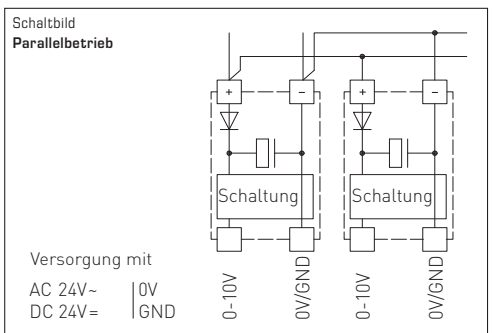 Schaltbild
Parallelbetrieb
+ − + −
Schaltung Schaltung
Versorgung mit
AC 24V~ 0V
DC 24V= GND
0-10V 0V/GND 0-10V 0V/GND